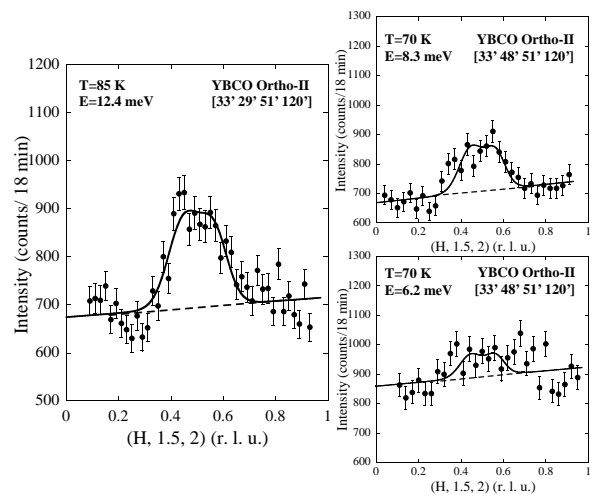 1200
1100
1000
900
800
700
600
500
0 0.2 0.4 0.6 0.8 1
Intensity (counts/ 18 min)
(H, 1.5, 2) (r. l. u.)
T=85 K YBCO Ortho-II
E=12.4 meV [33' 29' 51' 120']
1300
1200
1100
1000
900
800
700
600
0 0.2 0.4 0.6 0.8 1
Intensity (counts/18 min)
(H, 1.5, 2) (r. l. u.)
T=70 K YBCO Ortho-II
E=8.3 meV [33' 48' 51' 120']
1300
1200
1100
1000
900
800
700
600
0 0.2 0.4 0.6 0.8 1
Intensity (counts/18 min)
(H, 1.5, 2) (r. l. u.)
T=70 K YBCO Ortho-II
E=6.2 meV [33' 48' 51' 120']